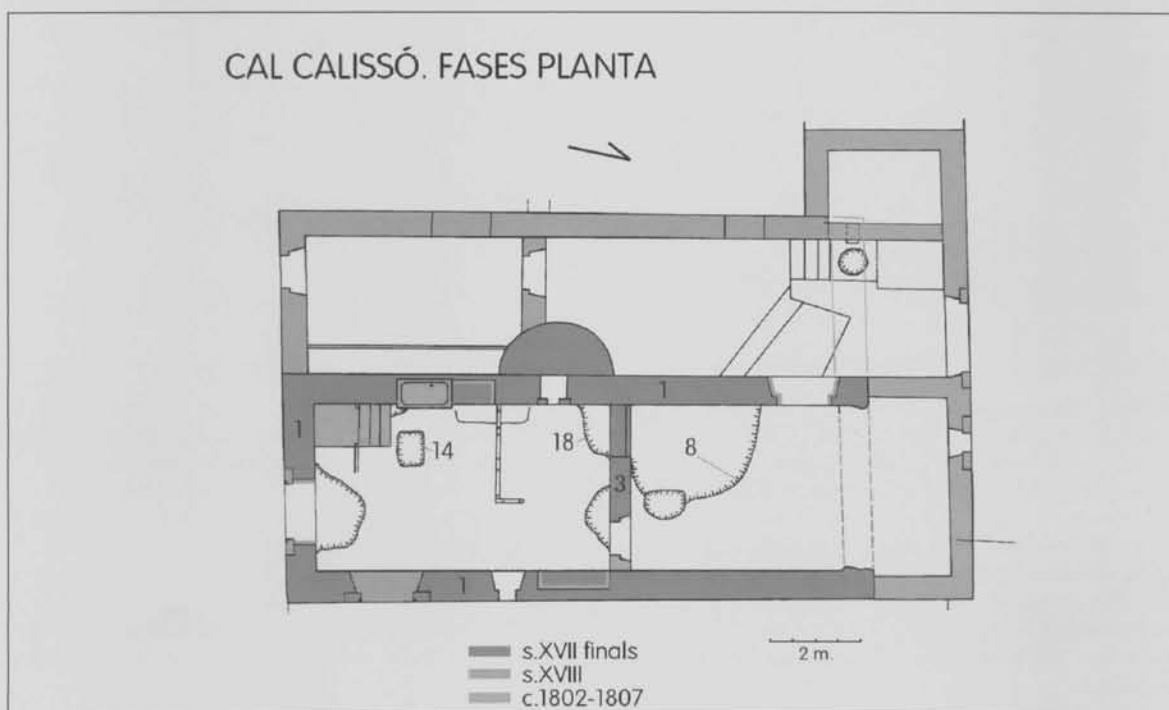 CAL CALISSÓ. FASES PLANTA
1
1
18
8
14
3
1
s.XVII finals
s.XVIII
c.1802-1807
2 m.